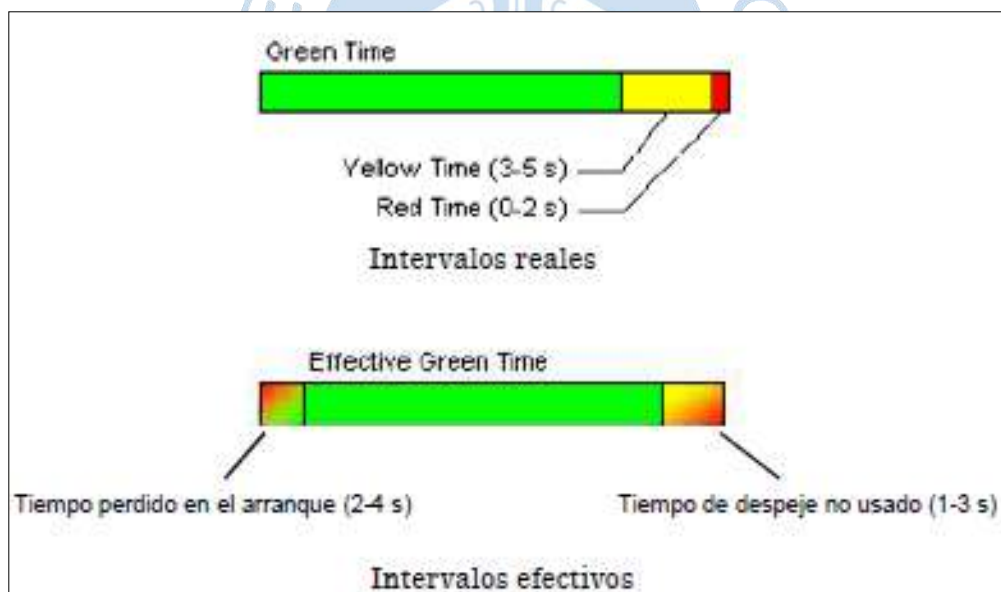 Green Time
Yellow Time (3-5 s)
Red Time (0-2 s)
Intervalos reales
Effective Green Time
Tiempo perdido en el arranque (2-4 s)
Tiempo de despeje no usado (1-3 s)
Intervalos efectivos